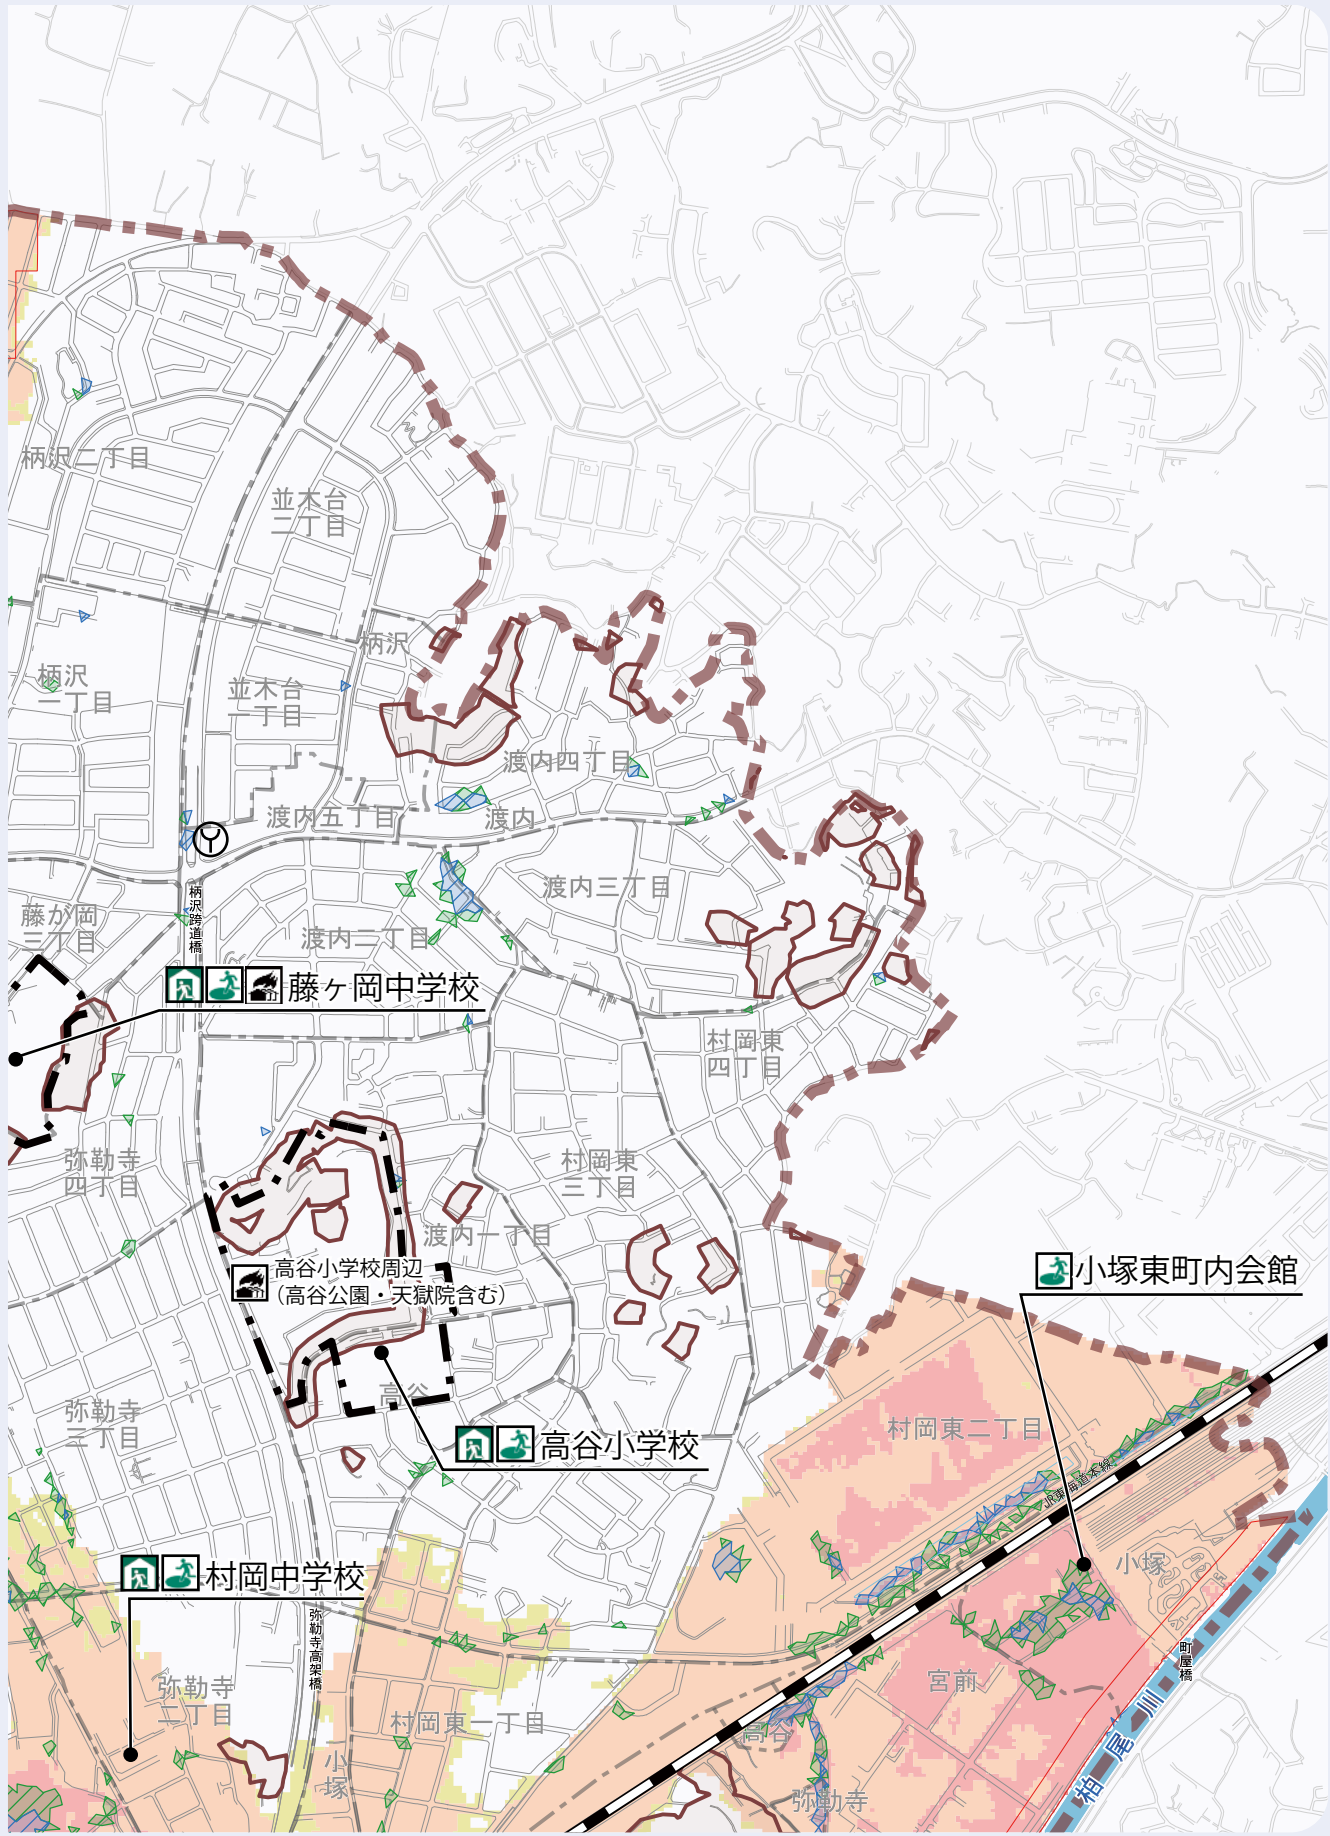 柄沢二丁目
並木台
二丁目
柄沢
柄沢
一丁目
並木台
一丁目
渡内四丁目
渡内五丁目
渡内
渡内三丁目
柄沢跨道橋
藤が岡
三丁目
渡内二丁目
藤ヶ岡中学校
村岡東
四丁目
弥勒寺
四丁目
村岡東
三丁目
渡内一丁目
高谷小学校周辺
（高谷公園・天獄院含む）
小塚東町内会館
高谷
弥勒寺
三丁目
村岡東二丁目
高谷小学校
JR東海道本線
小塚
村岡中学校
弥勒寺高架橋
町屋橋
弥勒寺
二丁目
宮前
村岡東一丁目
高谷
小塚
柏尾川
弥勒寺